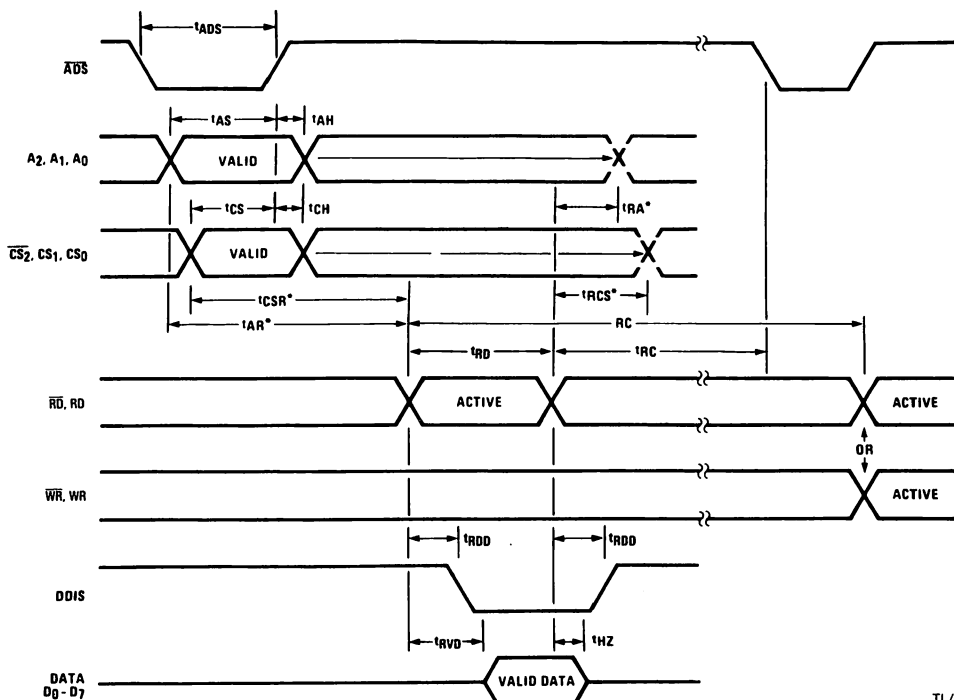 tADS
ADS
tAS
tAH
A2, A1, A0
VALID
tCS
tCH
tRA*
CS2, CS1, CS0
VALID
tCSR*
tRCS*
tAR*
RC
tRD
tRC
RD, RD
ACTIVE
ACTIVE
OR
WR, WR
ACTIVE
tRDD
tRDD
DDIS
tRVD
tHZ
DATA
D0 - D7
VALID DATA